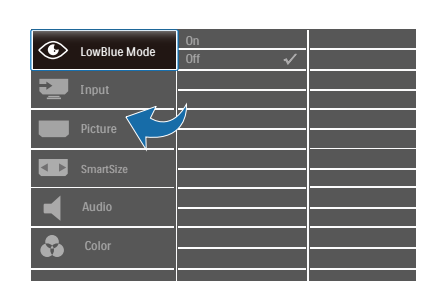 LowBlue Mode
On
Off
Input
Picture
SmartSize
Audio
Color